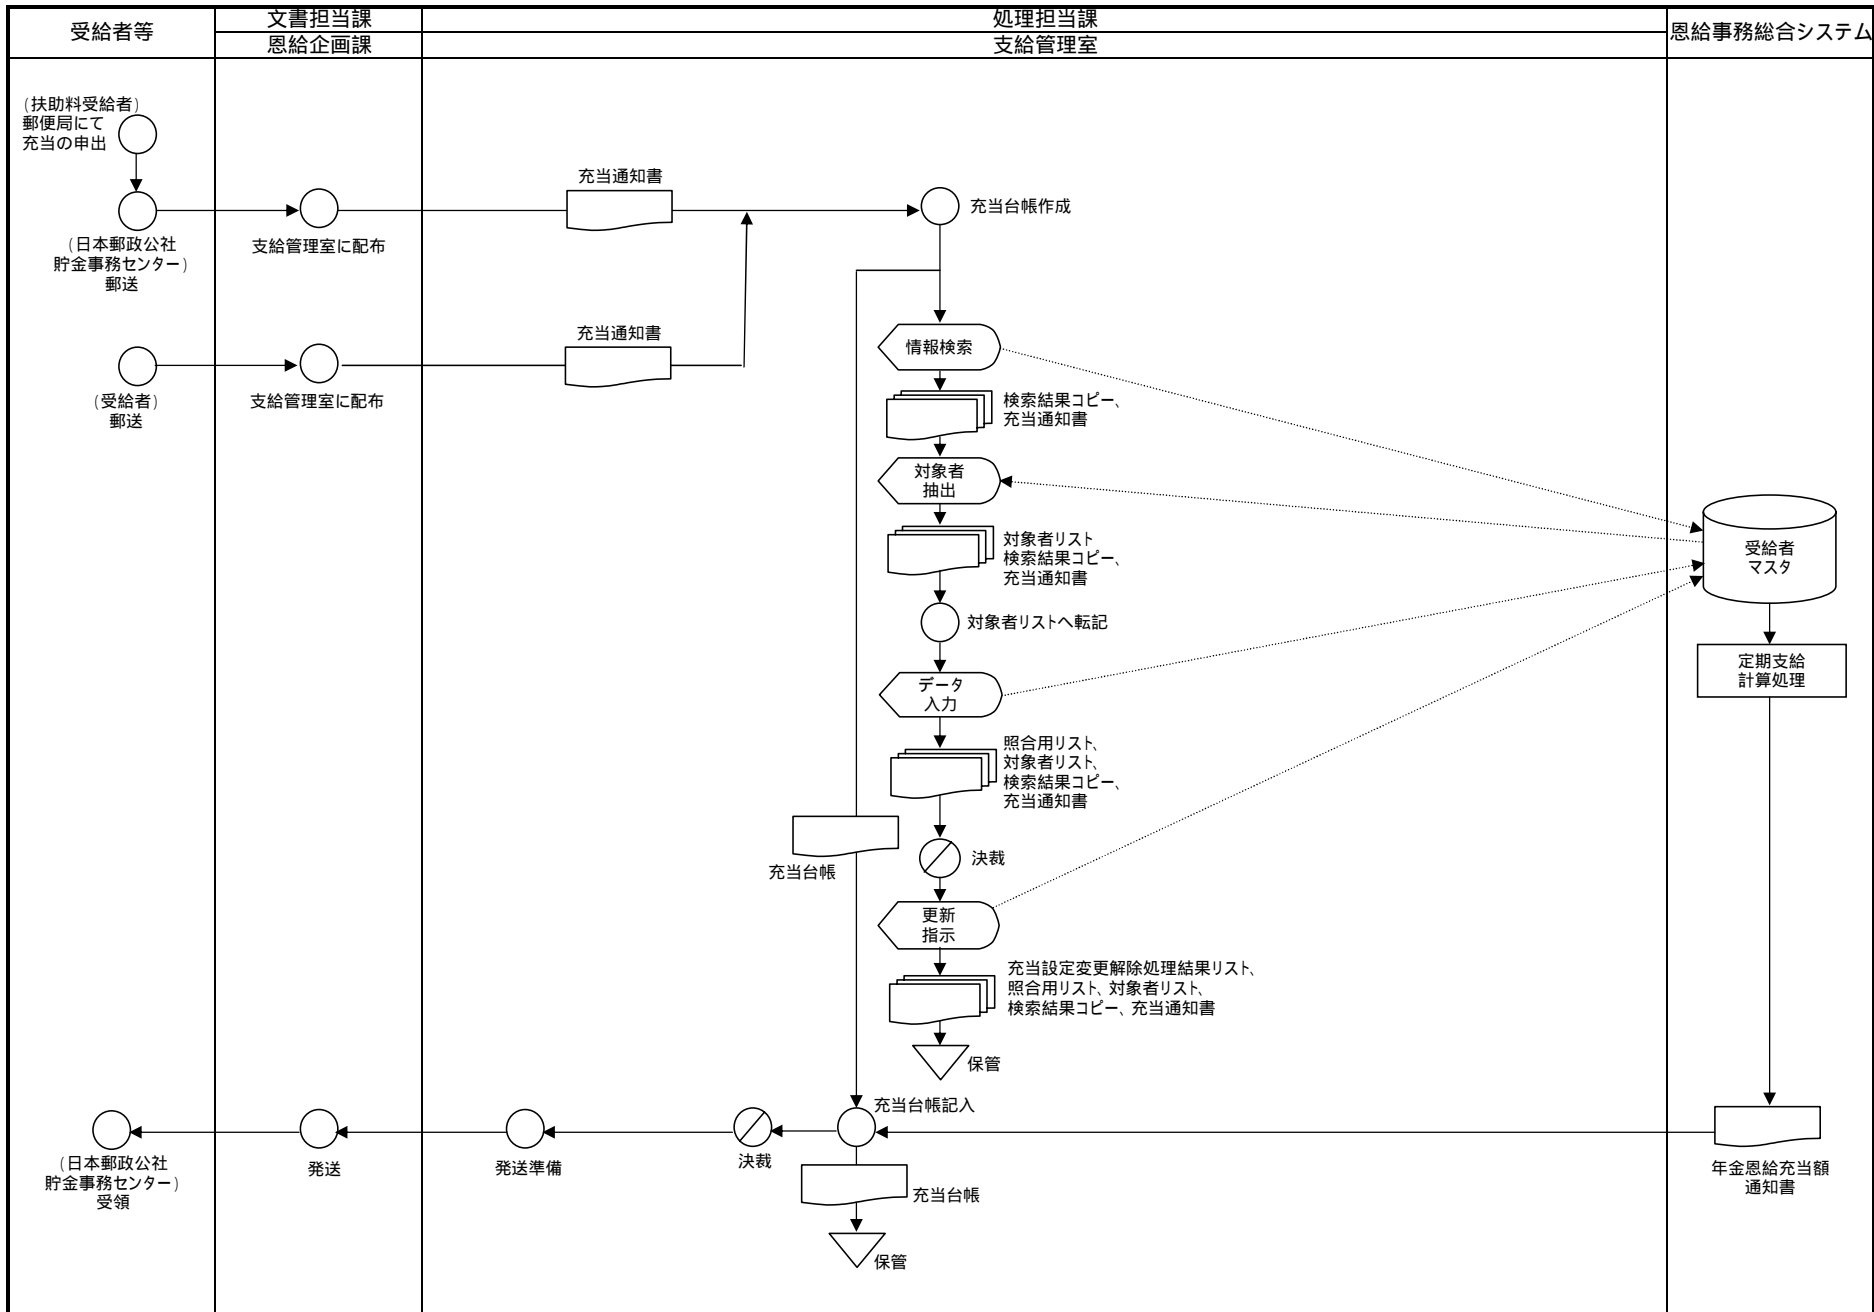 受給者等
文書担当課
恩給企画課
処理担当課
支給管理室
恩給事務総合システム
(扶助料受給者)
郵便局にて
充当の申出
(日本郵政公社
貯金事務センター)
郵送
支給管理室に配布
充当通知書
充当台帳作成
(受給者)
郵送
支給管理室に配布
充当通知書
情報検索
検索結果コピー、
充当通知書
対象者
抽出
対象者リスト
検索結果コピー、
充当通知書
対象者リストへ転記
データ
入力
照合用リスト、
対象者リスト、
検索結果コピー、
充当通知書
充当台帳
決裁
更新
指示
充当設定変更解除処理結果リスト、
照合用リスト、対象者リスト、
検索結果コピー、充当通知書
保管
受給者
マスタ
定期支給
計算処理
年金恩給充当額
通知書
充当台帳記入
決裁
発送準備
発送
(日本郵政公社
貯金事務センター)
受領
充当台帳
保管